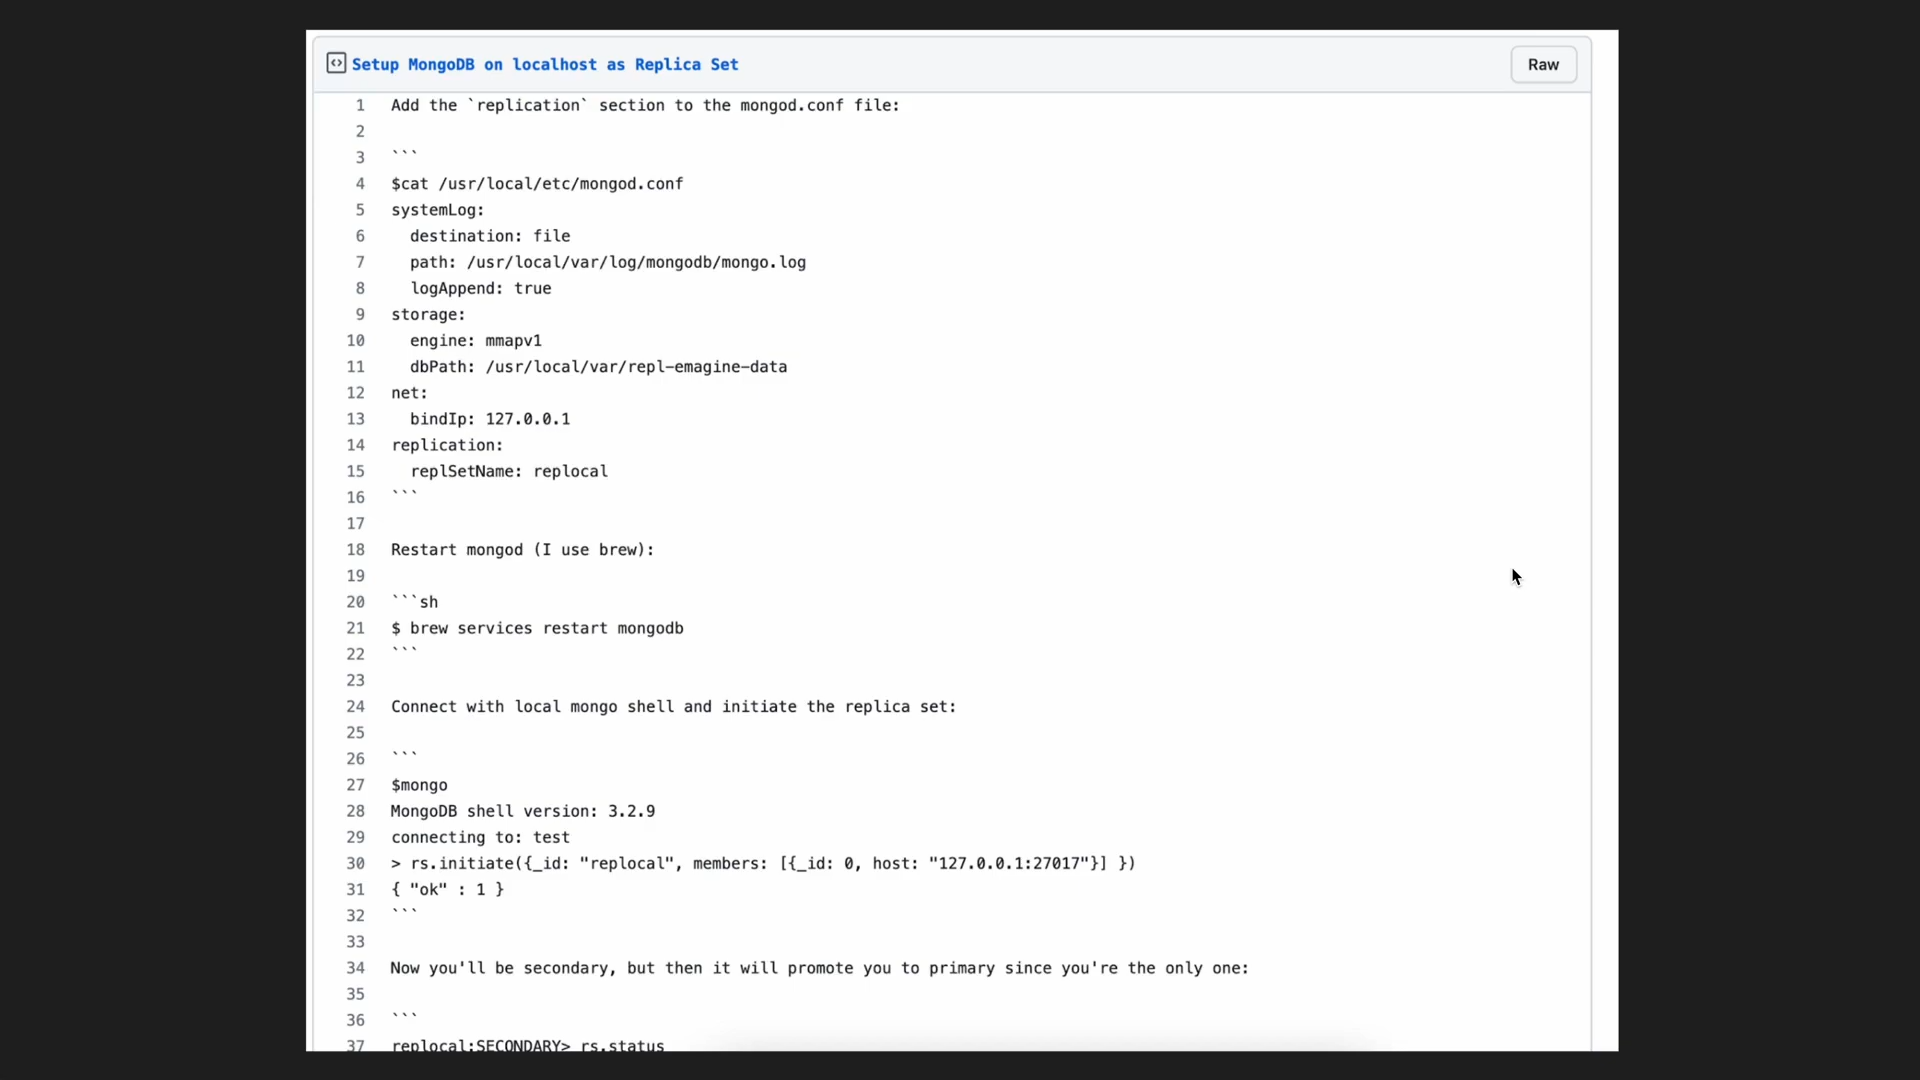 Setup MongoDB on localhost as Replica Set
Raw
1 Add the `replication` section to the mongod.conf file:
2
3 ```
4 $cat /usr/local/etc/mongod.conf
5 systemLog:
6   destination: file
7   path: /usr/local/var/log/mongodb/mongo.log
8   logAppend: true
9 storage:
10   engine: mmapv1
11   dbPath: /usr/local/var/repl-emagine-data
12 net:
13   bindIp: 127.0.0.1
14 replication:
15   replSetName: replocal
16 ```
17
18 Restart mongod (I use brew):
19
20 ```sh
21 $ brew services restart mongodb
22 ```
23
24 Connect with local mongo shell and initiate the replica set:
25
26 ```
27 $mongo
28 MongoDB shell version: 3.2.9
29 connecting to: test
30 > rs.initiate({_id: "replocal", members: [{_id: 0, host: "127.0.0.1:27017"}] })
31 { "ok" : 1 }
32 ```
33
34 Now you'll be secondary, but then it will promote you to primary since you're the only one:
35
36 ```
37 replocal:SECONDARY> rs.status